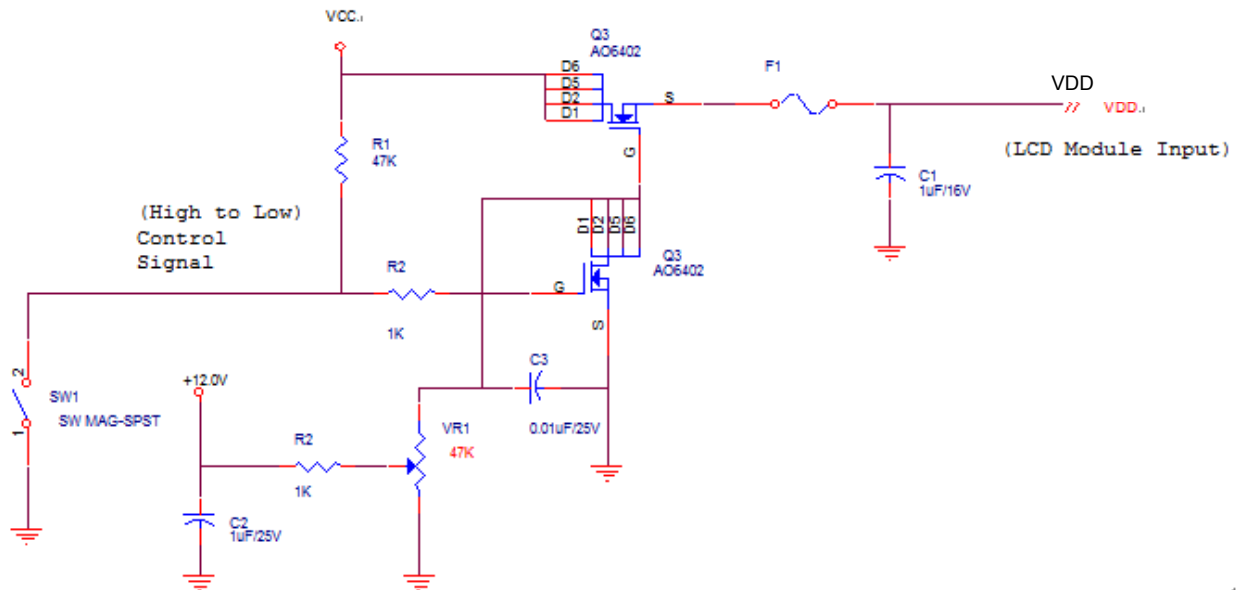 VCC.
Q3
AO6402
D6
D5
D2
D1
S
G
F1
VDD
VDD.
(LCD Module Input)
R1
47K
C1
1uF/16V
(High to Low)
Control
Signal
D1
D2
D5
D6
Q3
AO6402
R2
1K
G
S
2
1
SW1
SW MAG-SPST
+12.0V
C3
0.01uF/25V
R2
1K
VR1
47K
C2
1uF/25V